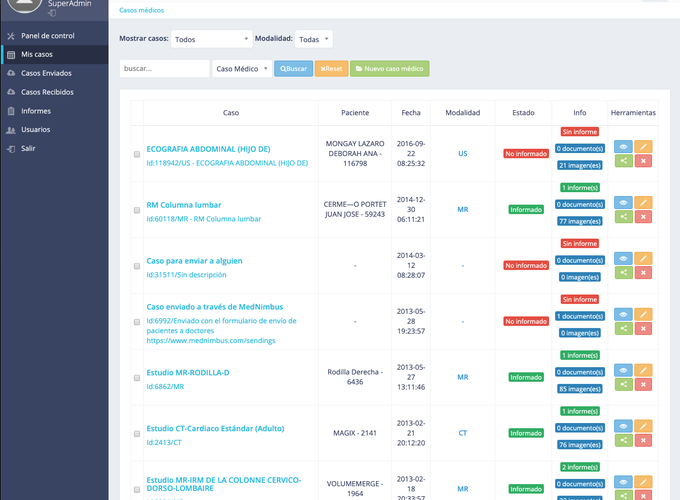 SuperAdmin
Casos médicos
Panel de control
Mis casos
Casos Enviados
Casos Recibidos
Informes
Usuarios
Salir
Mostrar casos: Todos Modalidad: Todas
buscar... Caso Médico Buscar Reset Nuevo caso médico
Caso Paciente Fecha Modalidad Estado Info Herramientas
ECOGRAFIA ABDOMINAL (HIJO DE)
Id:118942/US - ECOGRAFIA ABDOMINAL (HIJO DE)
MONGAY LAZARO
DEBORAH ANA -
116798
2016-09-
22
08:25:32
US
No informado
Sin informe
0 documento(s)
21 imagen(es)
RM Columna lumbar
Id:60118/MR - RM Columna lumbar
CERME—O PORTET
JUAN JOSE - 59243
2014-12-
30
06:11:21
MR
Informado
1 informe(s)
0 documento(s)
77 imagen(es)
Caso para enviar a alguien
Id:31511/Sin descripción
-
2014-03-
12
08:28:07
-
No informado
Sin informe
0 documento(s)
0 imagen(es)
Caso enviado a través de MedNimbus
Id:6992/Enviado con el formulario de envío de
pacientes a doctores
https://www.mednimbus.com/sendings
-
2013-05-
28
19:23:57
-
No informado
Sin informe
1 documento(s)
0 imagen(es)
Estudio MR-RODILLA-D
Id:6862/MR
Rodilla Derecha -
6436
2013-05-
27
13:11:46
MR
Informado
1 informe(s)
0 documento(s)
85 imagen(es)
Estudio CT-Cardiaco Estándar (Adulto)
Id:2413/CT
MAGIX - 2141
2013-02-
21
20:12:20
CT
Informado
1 informe(s)
0 documento(s)
76 imagen(es)
Estudio MR-IRM DE LA COLONNE CERVICO-
DORSO-LOMBAIRE
VOLUMEMERGE -
1964
2013-02-
18
20:33:57
MR
Informado
2 informe(s)
0 documento(s)